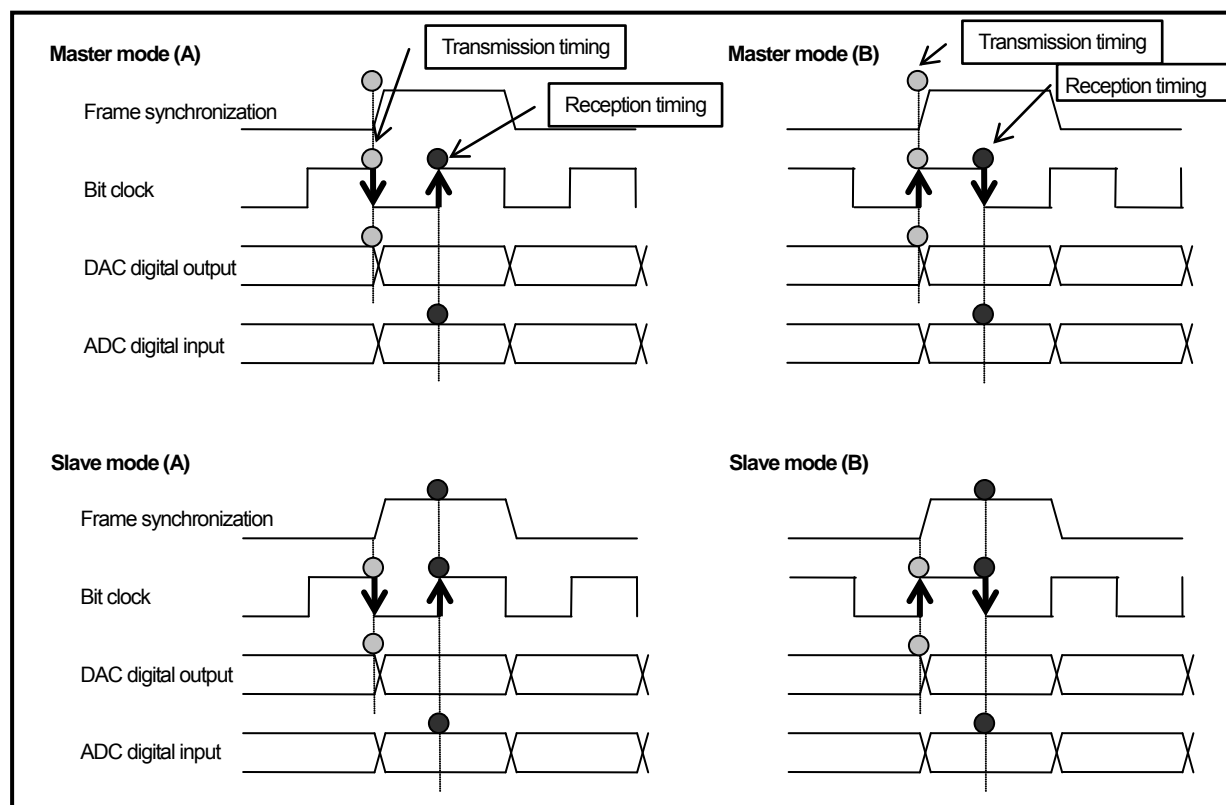 Master mode (A)
Transmission timing
Reception timing
Frame synchronization
Bit clock
DAC digital output
ADC digital input
Master mode (B)
Transmission timing
Reception timing
Slave mode (A)
Frame synchronization
Bit clock
DAC digital output
ADC digital input
Slave mode (B)